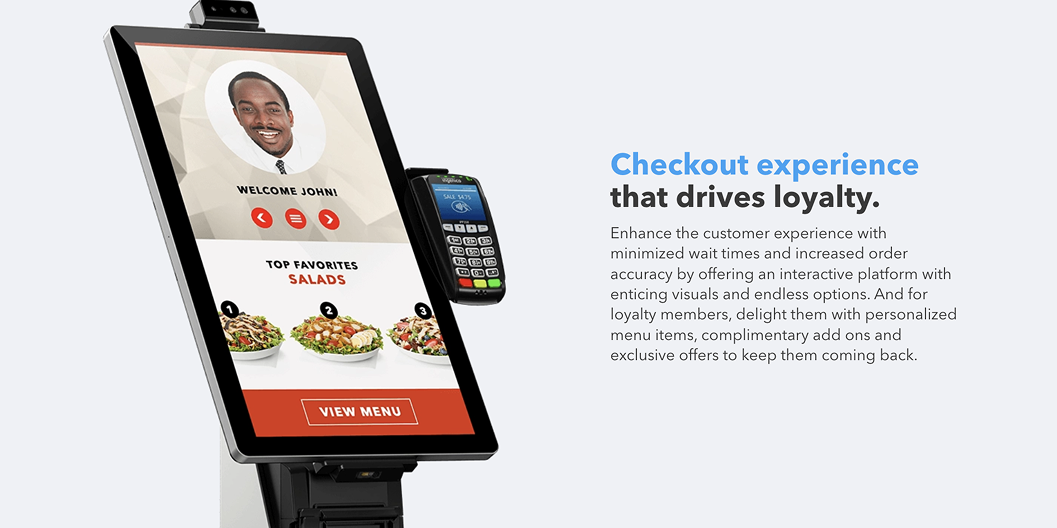 WELCOME JOHN!
TOP FAVORITES
SALADS
1 2 3
VIEW MENU
SALE $4.75
Checkout experience
that drives loyalty.
Enhance the customer experience with
minimized wait times and increased order
accuracy by offering an interactive platform with
enticing visuals and endless options. And for
loyalty members, delight them with personalized
menu items, complimentary add ons and
exclusive offers to keep them coming back.